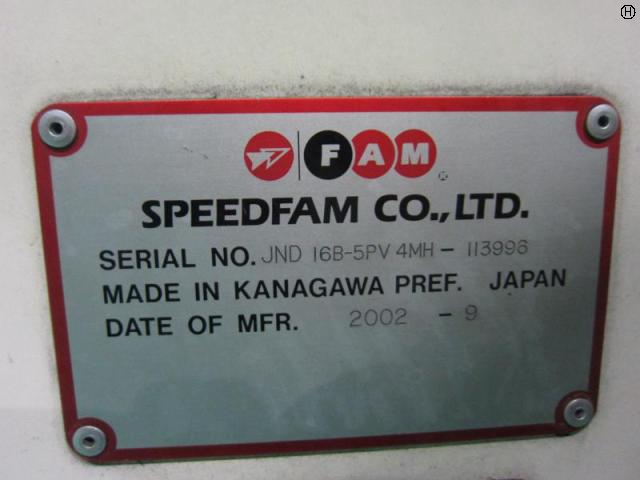 H
FAM
R
SPEEDFAM CO.,LTD.
SERIAL NO. JND 16B-5PV 4MH - 113996
MADE IN KANAGAWA PREF. JAPAN
DATE OF MFR. 2002 - 9